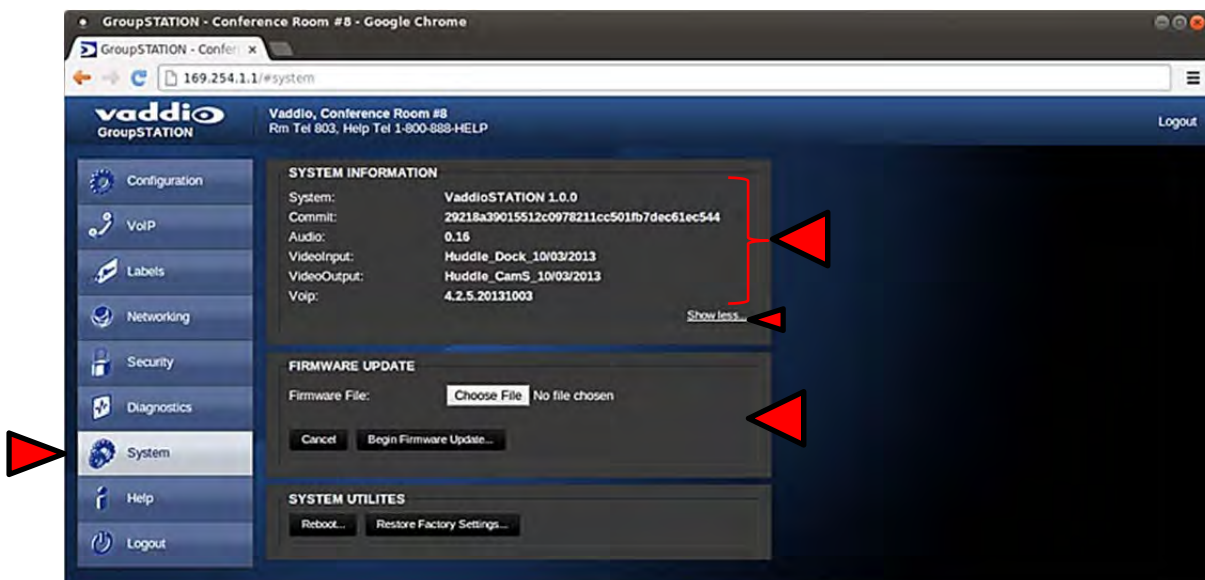 GroupSTATION - Conference Room #8 - Google Chrome
GroupSTATION - Confer
169.254.1.1/#system
vaddio
GroupSTATION
Vaddio, Conference Room #8
Rm Tel 803, Help Tel 1-800-888-HELP
Logout
Configuration
VoIP
Labels
Networking
Security
Diagnostics
System
Help
Logout
SYSTEM INFORMATION
System: VaddioSTATION 1.0.0
Commit: 29218a39015512c0978211cc501fb7dec61ec544
Audio: 0.16
VideoInput: Huddle_Dock_10/03/2013
VideoOutput: Huddle_CamS_10/03/2013
Voip: 4.2.5.20131003
Show less...
FIRMWARE UPDATE
Firmware File: Choose File No file chosen
Cancel Begin Firmware Update...
SYSTEM UTILITES
Reboot... Restore Factory Settings...